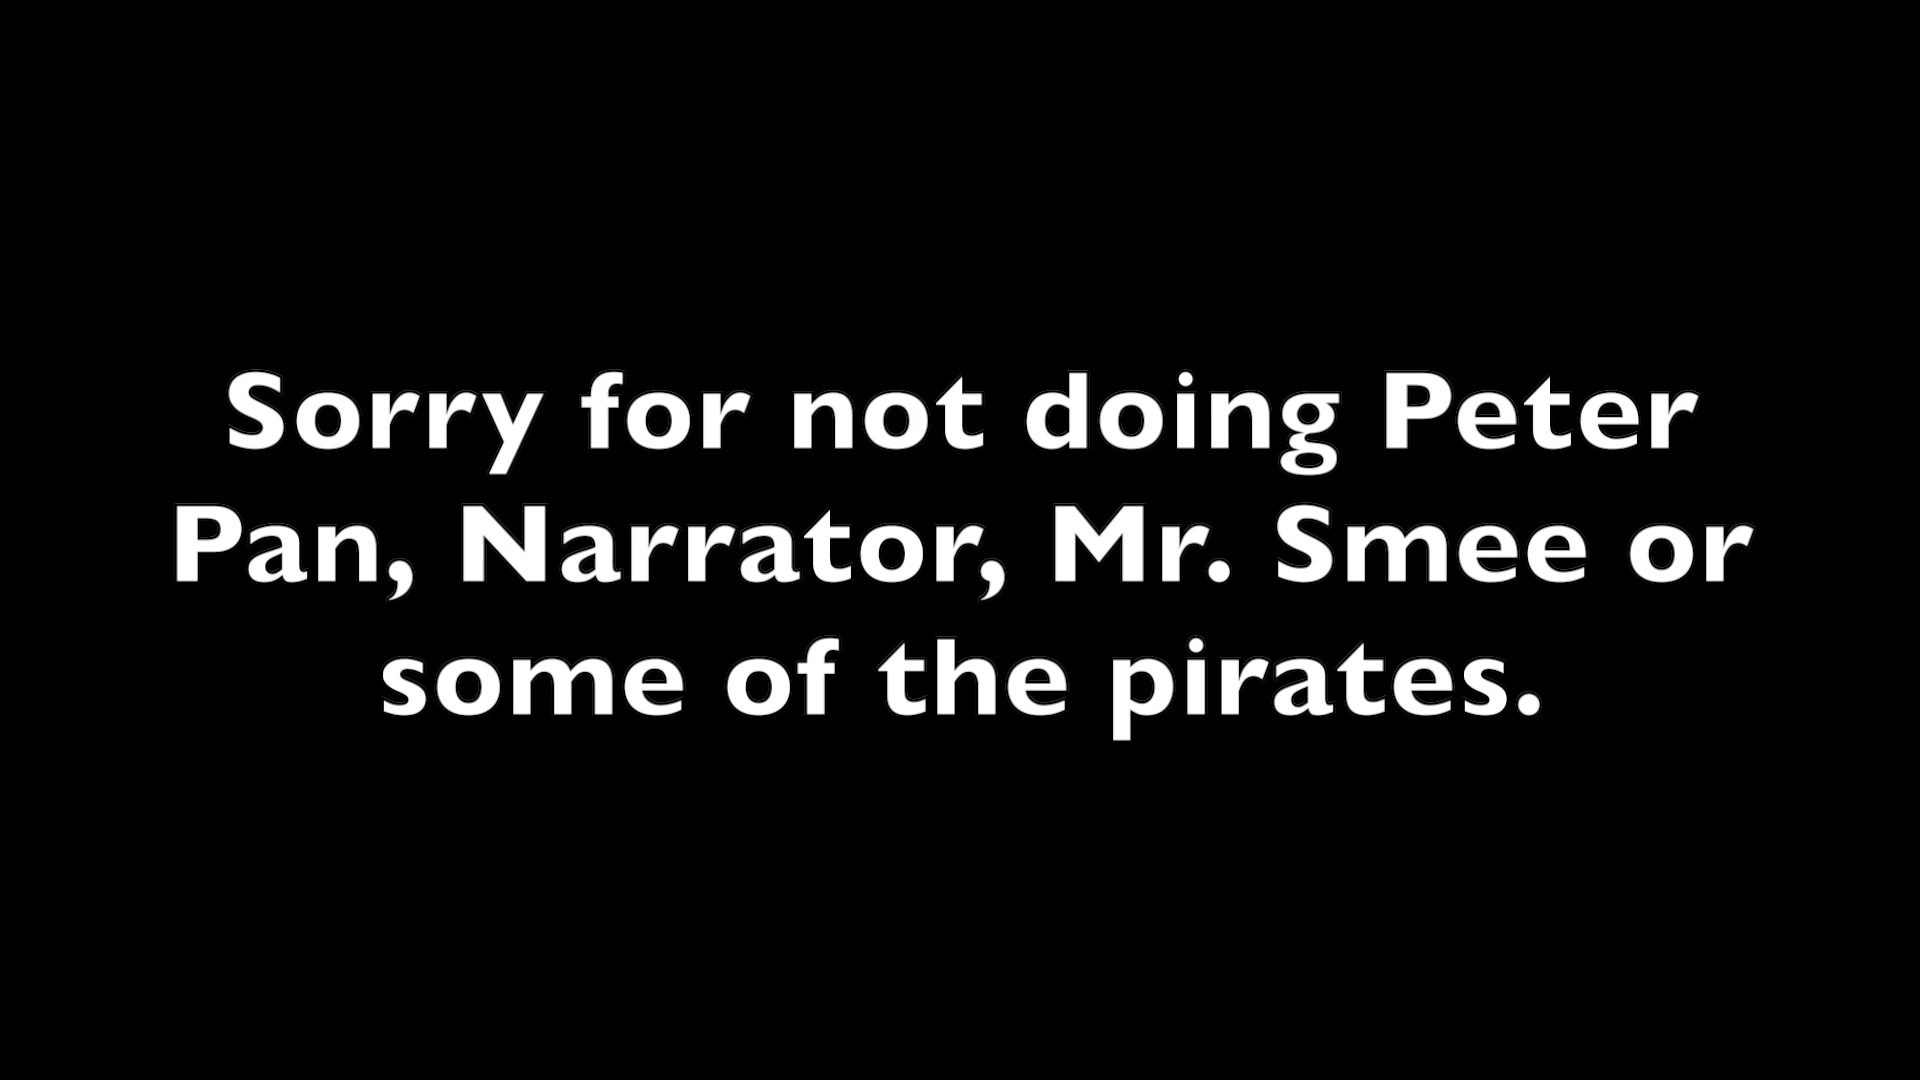 Sorry for not doing Peter
Pan, Narrator, Mr. Smee or
some of the pirates.